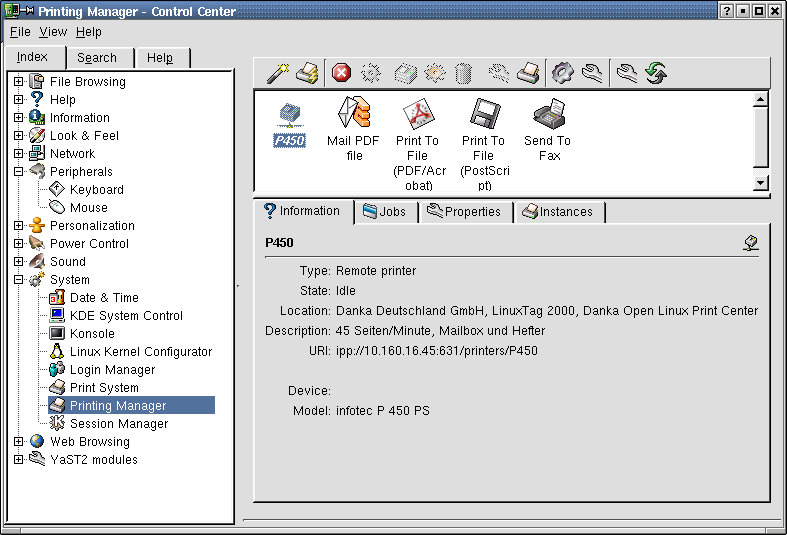 Printing Manager - Control Center
File View Help
Index Search Help
File Browsing
Help
Information
Look & Feel
Network
Peripherals
Keyboard
Mouse
Personalization
Power Control
Sound
System
Date & Time
KDE System Control
Konsole
Linux Kernel Configurator
Login Manager
Print System
Printing Manager
Session Manager
Web Browsing
YaST2 modules
P450
Mail PDF
file
Print To
File
(PDF/Acr
obat)
Print To
File
(PostScri
pt)
Send To
Fax
Information Jobs Properties Instances
P450
Type: Remote printer
State: Idle
Location: Danka Deutschland GmbH, LinuxTag 2000, Danka Open Linux Print Center
Description: 45 Seiten/Minute, Mailbox und Hefter
URI: ipp://10.160.16.45:631/printers/P450
Device:
Model: infotec P 450 PS